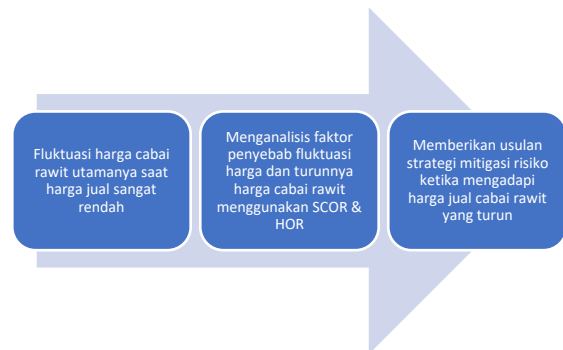 Fluktuasi harga cabai
rawit utamanya saat
harga jual sangat
rendah
Menganalisis faktor
penyebab fluktuasi
harga dan turunnya
harga cabai rawit
menggunakan SCOR &
HOR
Memberikan usulan
strategi mitigasi risiko
ketika mengadapi
harga jual cabai rawit
yang turun